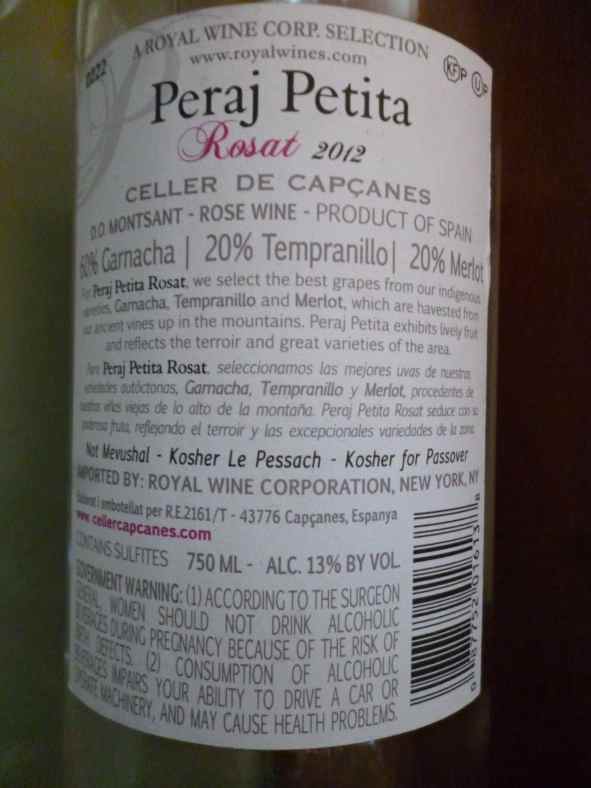 A ROYAL WINE CORP. SELECTION
www.royalwines.com
KF P U P
Peraj Petita
Rosat 2012
CELLER DE CAPÇANES
D.O. MONTSANT - ROSE WINE - PRODUCT OF SPAIN
60% Garnacha | 20% Tempranillo | 20% Merlot
For Peraj Petita Rosat, we select the best grapes from our indigenous
varieties, Garnacha, Tempranillo and Merlot, which are havested from
our ancient vines up in the mountains. Peraj Petita exhibits lively fruit
and reflects the terroir and great varieties of the area.
Para Peraj Petita Rosat, seleccionamos las mejores uvas de nuestras
variedades autóctonas, Garnacha, Tempranillo y Merlot, procedentes de
nuestras viñas viejas de lo alto de la montaña. Peraj Petita Rosat seduce con su
poderosa fruta, reflejando el terroir y las excepcionales variedades de la zona.
Not Mevushal - Kosher Le Pessach - Kosher for Passover
IMPORTED BY: ROYAL WINE CORPORATION, NEW YORK, NY
Elaborat i embotellat per R.E.2161/T - 43776 Capçanes, Espanya
www.cellercapcanes.com
CONTAINS SULFITES 750 ML - ALC. 13% BY VOL.
GOVERNMENT WARNING: (1) ACCORDING TO THE SURGEON
GENERAL, WOMEN SHOULD NOT DRINK ALCOHOLIC
BEVERAGES DURING PREGNANCY BECAUSE OF THE RISK OF
BIRTH DEFECTS. (2) CONSUMPTION OF ALCOHOLIC
BEVERAGES IMPAIRS YOUR ABILITY TO DRIVE A CAR OR
OPERATE MACHINERY, AND MAY CAUSE HEALTH PROBLEMS.